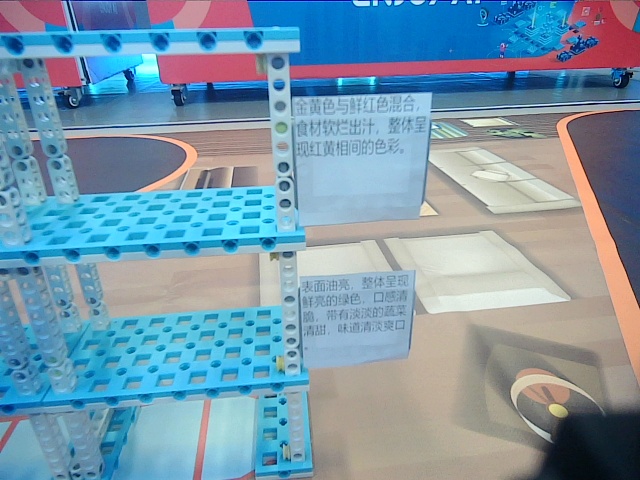 金黄色与鲜红色混合，
食材软烂出汁，整体呈
现红黄相间的色彩。
表面油亮，整体呈现
鲜亮的绿色，口感清
脆，带有淡淡的蔬菜
清甜，味道清淡爽口
。